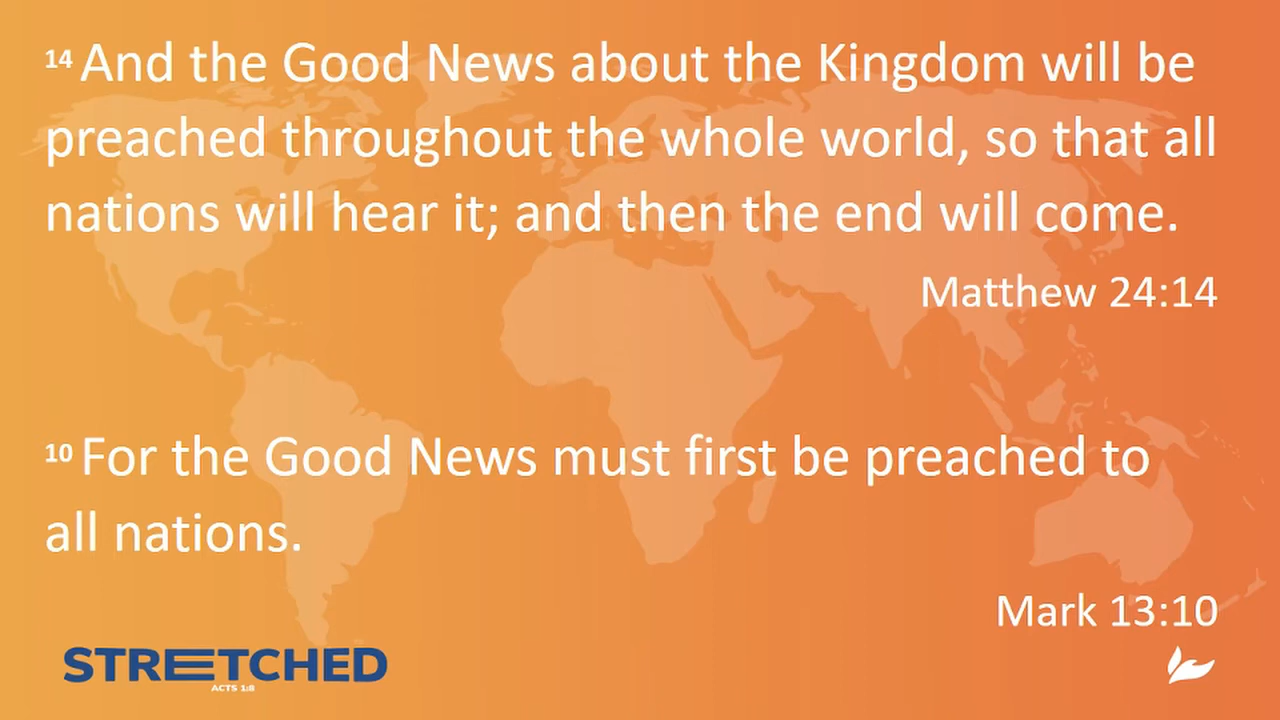 14 And the Good News about the Kingdom will be
preached throughout the whole world, so that all
nations will hear it; and then the end will come.
Matthew 24:14
10 For the Good News must first be preached to
all nations.
Mark 13:10
STRETCHED
ACTS 1:8